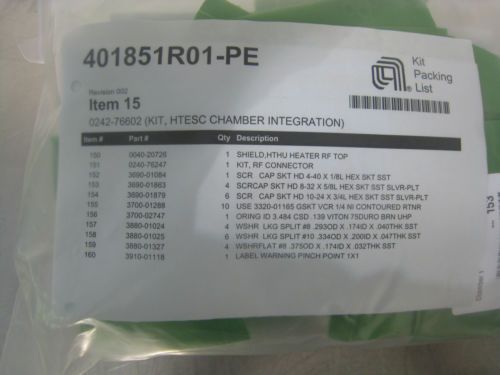 401851R01-PE
Kit
Packing
List
Revision 002
Item 15
0242-76602 (KIT, HTESC CHAMBER INTEGRATION)
Item # Part # Qty Description
150 0040-20726 1 SHIELD,HTHU HEATER RF TOP
151 0240-76247 1 KIT, RF CONNECTOR
152 3690-01084 1 SCR CAP SKT HD 4-40 X 1/8L HEX SKT SST
153 3690-01863 4 SCRCAP SKT HD 8-32 X 5/8L HEX SKT SST SLVR-PLT
154 3690-01879 6 SCR CAP SKT HD 10-24 X 3/4L HEX SKT SST SLVR-PLT
155 3700-01288 10 USE 3320-01165 GSKT VCR 1/4 NI CONTOURED RTNR
156 3700-02747 1 ORING ID 3.484 CSD .139 VITON 75DURO BRN UHP
157 3880-01024 4 WSHR LKG SPLIT#8 .293OD X .174ID X .040THK SST
158 3880-01025 6 WSHR LKG SPLIT #10 .334OD X .200ID X .047THK SST
159 3880-01327 4 WSHRFLAT #8 .375OD X .174ID X .032THK SST
160 3910-01118 1 LABEL WARNING PINCH POINT 1X1
153